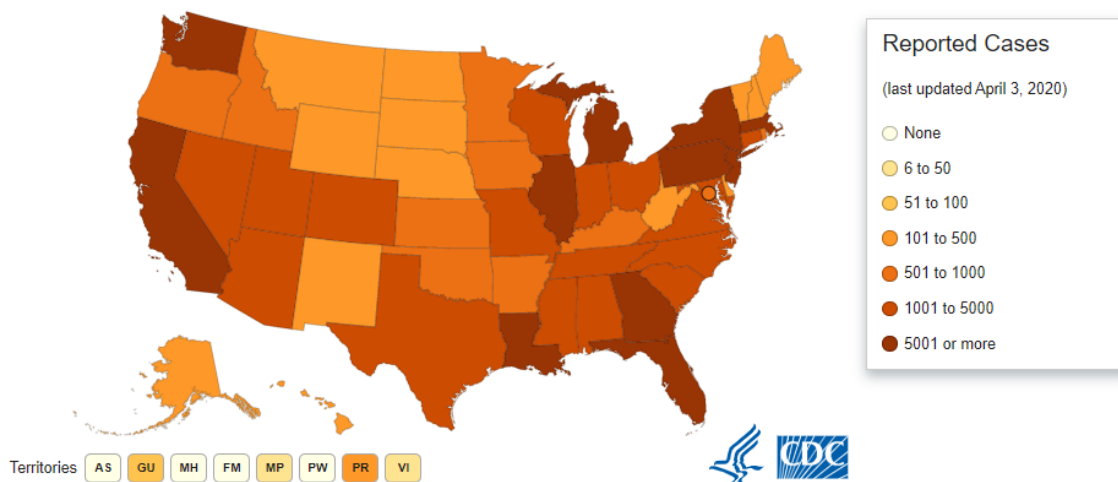 Reported Cases
(last updated April 3, 2020)
None
6 to 50
51 to 100
101 to 500
501 to 1000
1001 to 5000
5001 or more
Territories AS GU MH FM MP PW PR VI
CDC